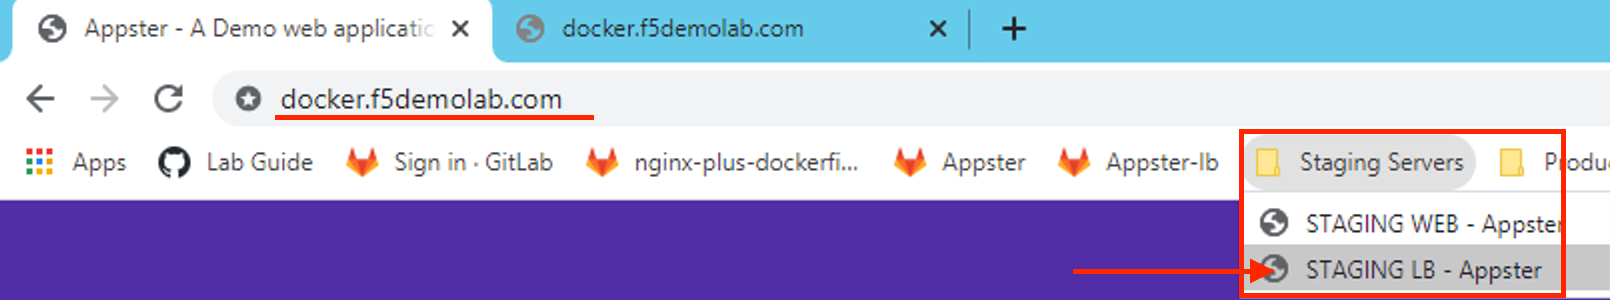 Appster - A Demo web applicatio
docker.f5demolab.com
docker.f5demolab.com
Apps
Lab Guide
Sign in · GitLab
nginx-plus-dockerfi...
Appster
Appster-lb
Staging Servers
Produ
STAGING WEB - Appster
STAGING LB - Appster